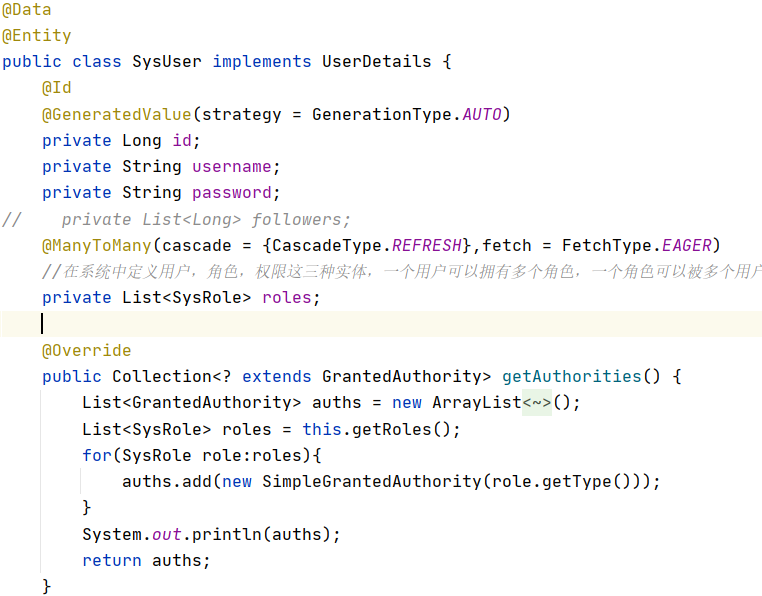 @Data
@Entity
public class SysUser implements UserDetails {
    @Id
    @GeneratedValue(strategy = GenerationType.AUTO)
    private Long id;
    private String username;
    private String password;
//    private List<Long> followers;
    @ManyToMany(cascade = {CascadeType.REFRESH},fetch = FetchType.EAGER)
    //在系统中定义用户，角色，权限这三种实体，一个用户可以拥有多个角色，一个角色可以被多个用户
    private List<SysRole> roles;
    @Override
    public Collection<? extends GrantedAuthority> getAuthorities() {
        List<GrantedAuthority> auths = new ArrayList<~>();
        List<SysRole> roles = this.getRoles();
        for(SysRole role:roles){
            auths.add(new SimpleGrantedAuthority(role.getType()));
        }
        System.out.println(auths);
        return auths;
    }